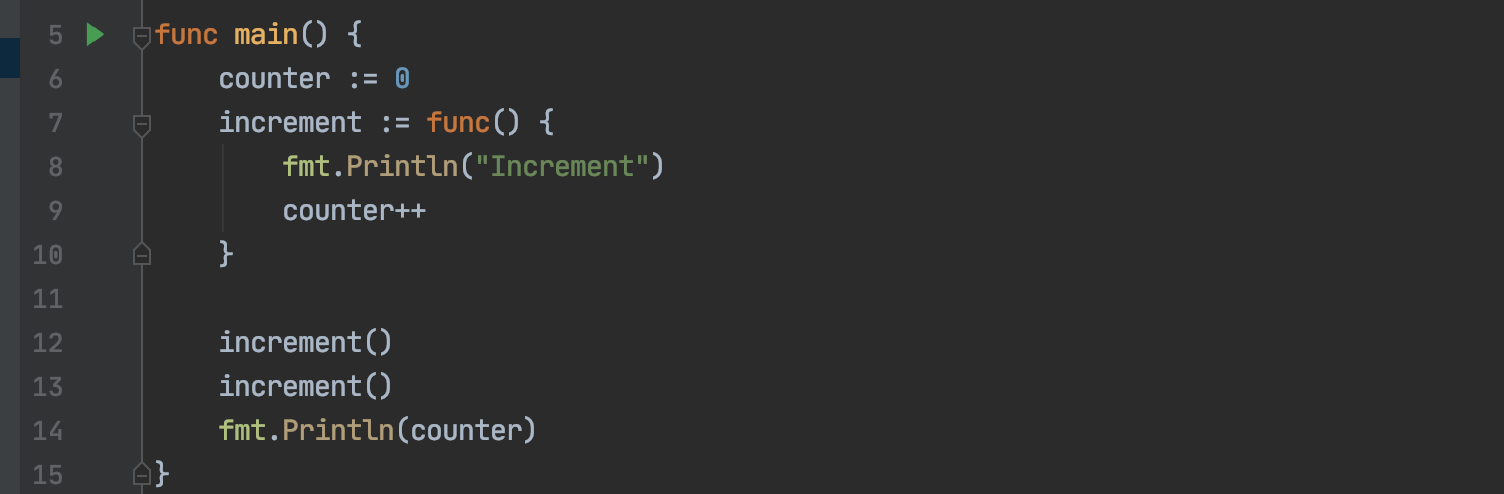 5 func main() {
6 counter := 0
7 increment := func() {
8 fmt.Println("Increment")
9 counter++
10 }
11
12 increment()
13 increment()
14 fmt.Println(counter)
15 }